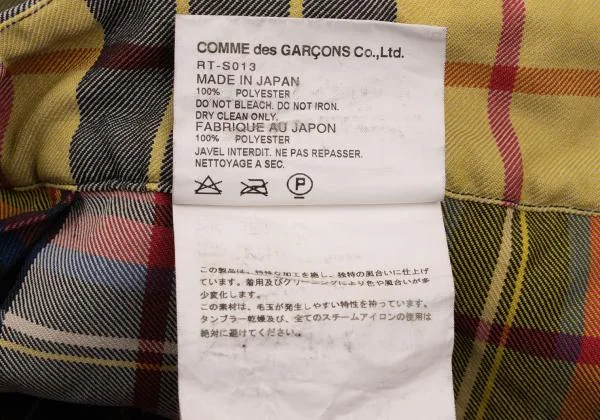 COMME des GARÇONS Co.,Ltd.
RT-S013
MADE IN JAPAN
100% POLYESTER
DO NOT BLEACH. DO NOT IRON.
DRY CLEAN ONLY.
FABRIQUE AU JAPON
100% POLYESTER
JAVEL INTERDIT. NE PAS REPASSER.
NETTOYAGE A SEC.
P
この製品は、特殊な加工を施し、独特の風合いに仕上げ
ています。着用及びクリーニングにより色や風合いが多
少変化します。
この素材は、毛玉が発生しやすい特性を持っています。
タンブラー乾燥及び、全てのスチームアイロンの使用は
絶対に避けてください。